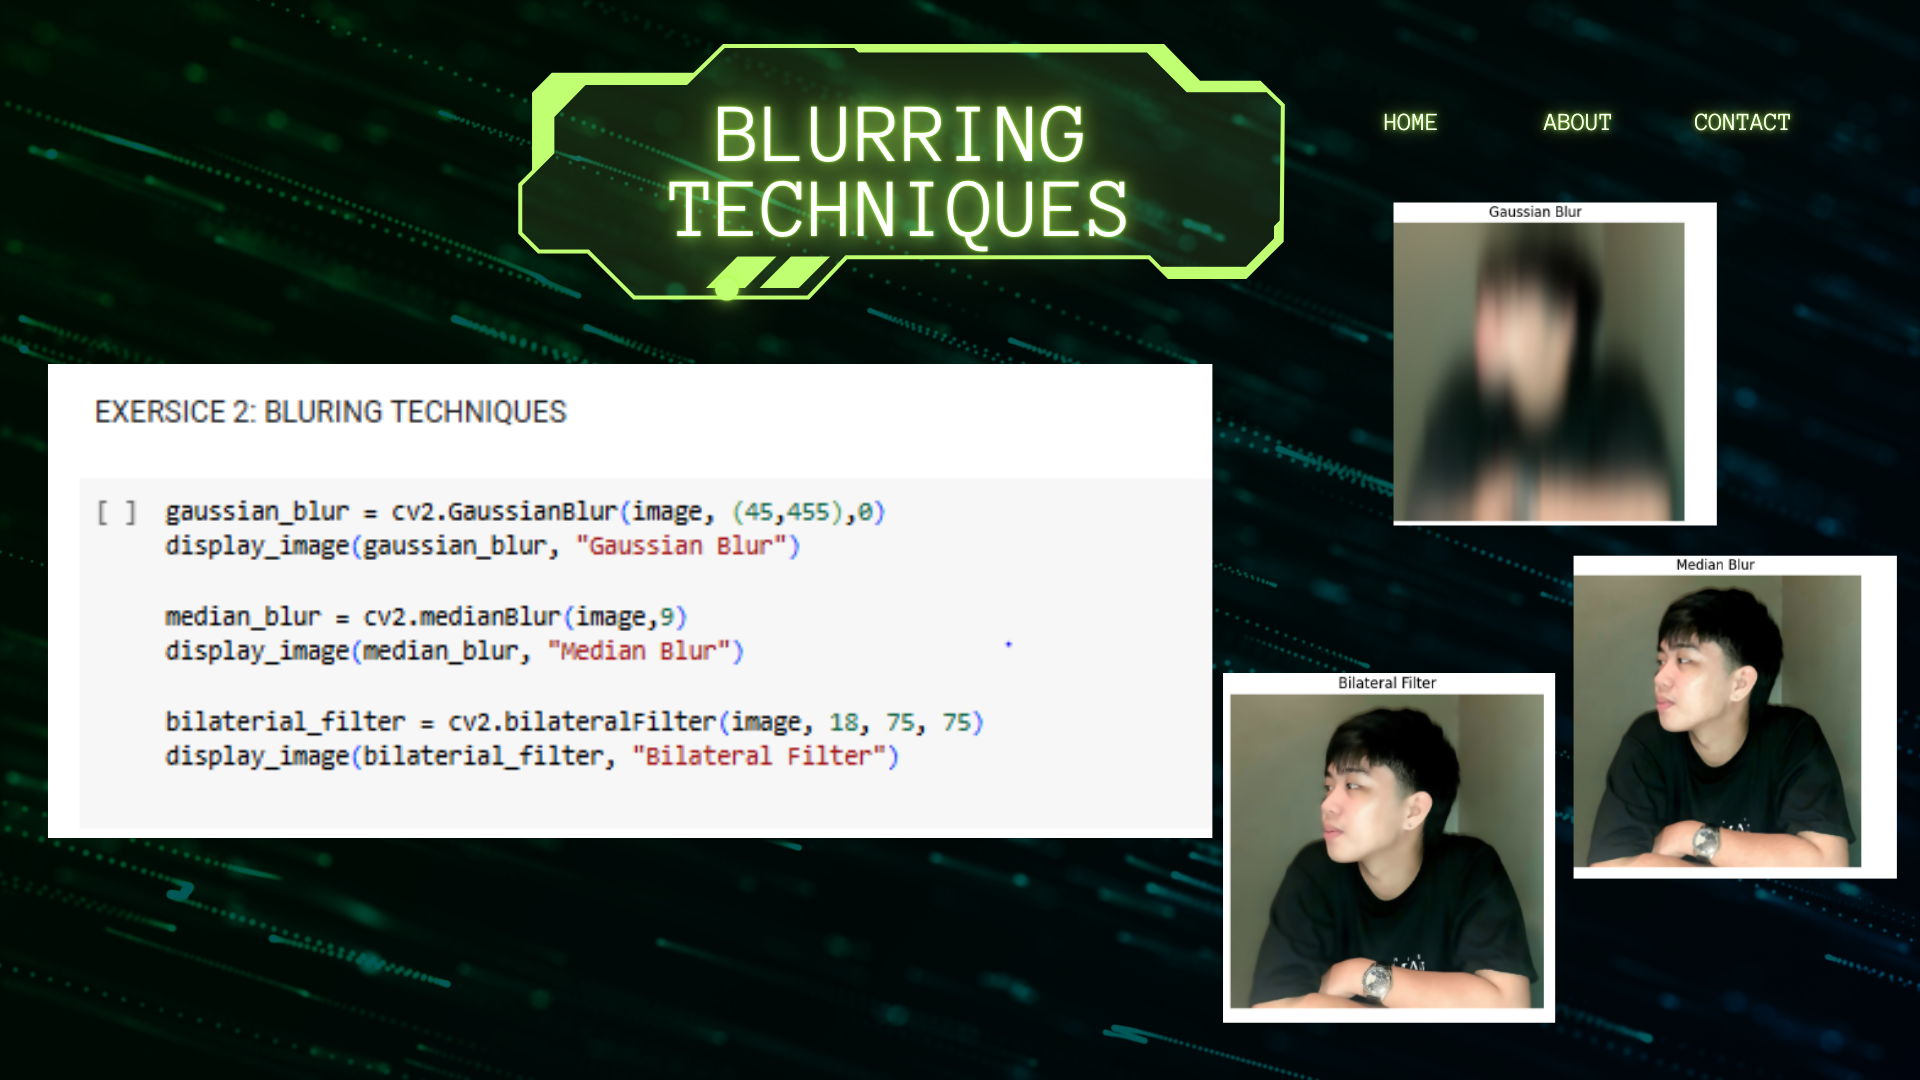 BLURRING
TECHNIQUES
HOME ABOUT CONTACT
EXERSICE 2: BLURING TECHNIQUES
[ ] gaussian_blur = cv2.GaussianBlur(image, (45,455),0)
display_image(gaussian_blur, "Gaussian Blur")
median_blur = cv2.medianBlur(image,9)
display_image(median_blur, "Median Blur")
bilaterial_filter = cv2.bilateralFilter(image, 18, 75, 75)
display_image(bilaterial_filter, "Bilateral Filter")
Gaussian Blur
Median Blur
Bilateral Filter